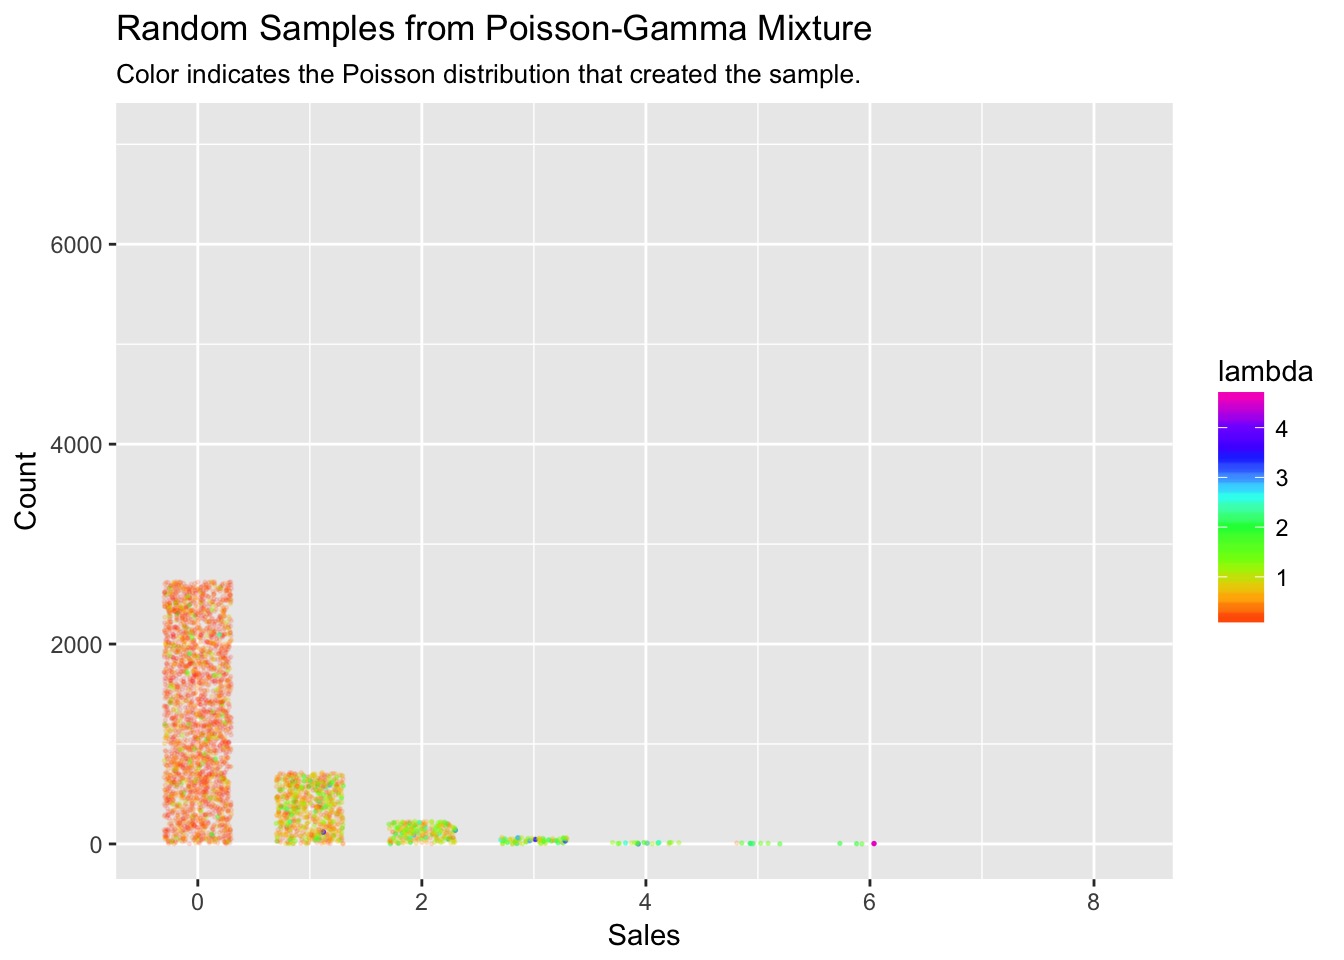 Random Samples from Poisson-Gamma Mixture
Color indicates the Poisson distribution that created the sample.
Count
6000
4000
2000
0
0 2 4 6 8
Sales
lambda
4
3
2
1